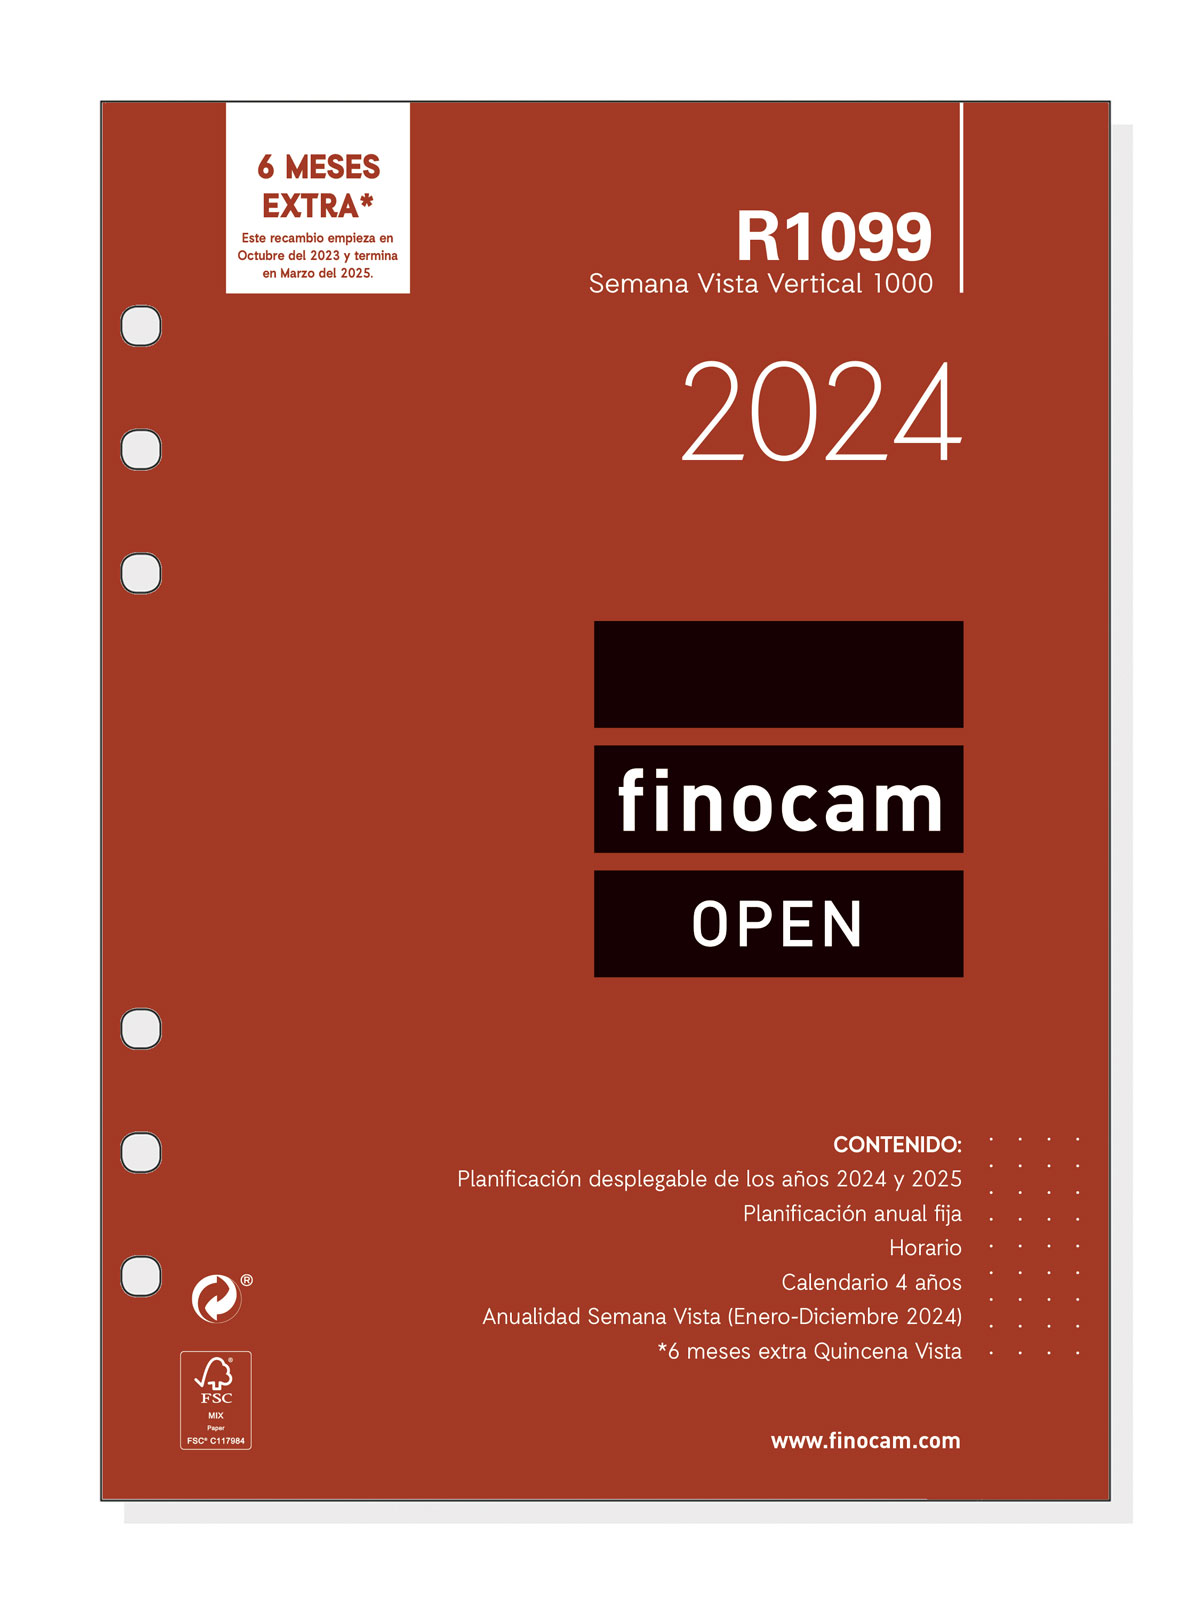 6 MESES
EXTRA*
Este recambio empieza en
Octubre del 2023 y termina
en Marzo del 2025.
R1099
Semana Vista Vertical 1000
2024
finocam
OPEN
CONTENIDO:
Planificación desplegable de los años 2024 y 2025
Planificación anual fija
Horario
Calendario 4 años
Anualidad Semana Vista (Enero-Diciembre 2024)
*6 meses extra Quincena Vista
®
®
FSC
MIX
Paper
FSC® C117984
www.finocam.com